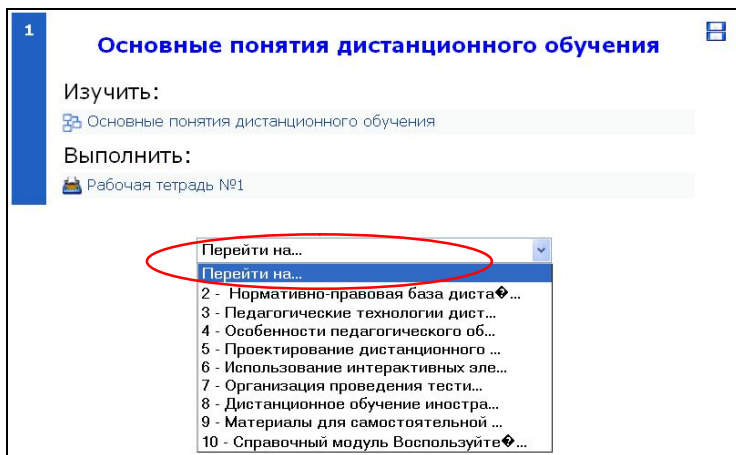 1
Основные понятия дистанционного обучения
Изучить:
Основные понятия дистанционного обучения
Выполнить:
Рабочая тетрадь №1
Перейти на...
Перейти на...
2 - Нормативно-правовая база диста�...
3 - Педагогические технологии дист...
4 - Особенности педагогического об...
5 - Проектирование дистанционного ...
6 - Использование интерактивных эле...
7 - Организация проведения тести...
8 - Дистанционное обучение иностра...
9 - Материалы для самостоятельной ...
10 - Справочный модуль Воспользуйте�...